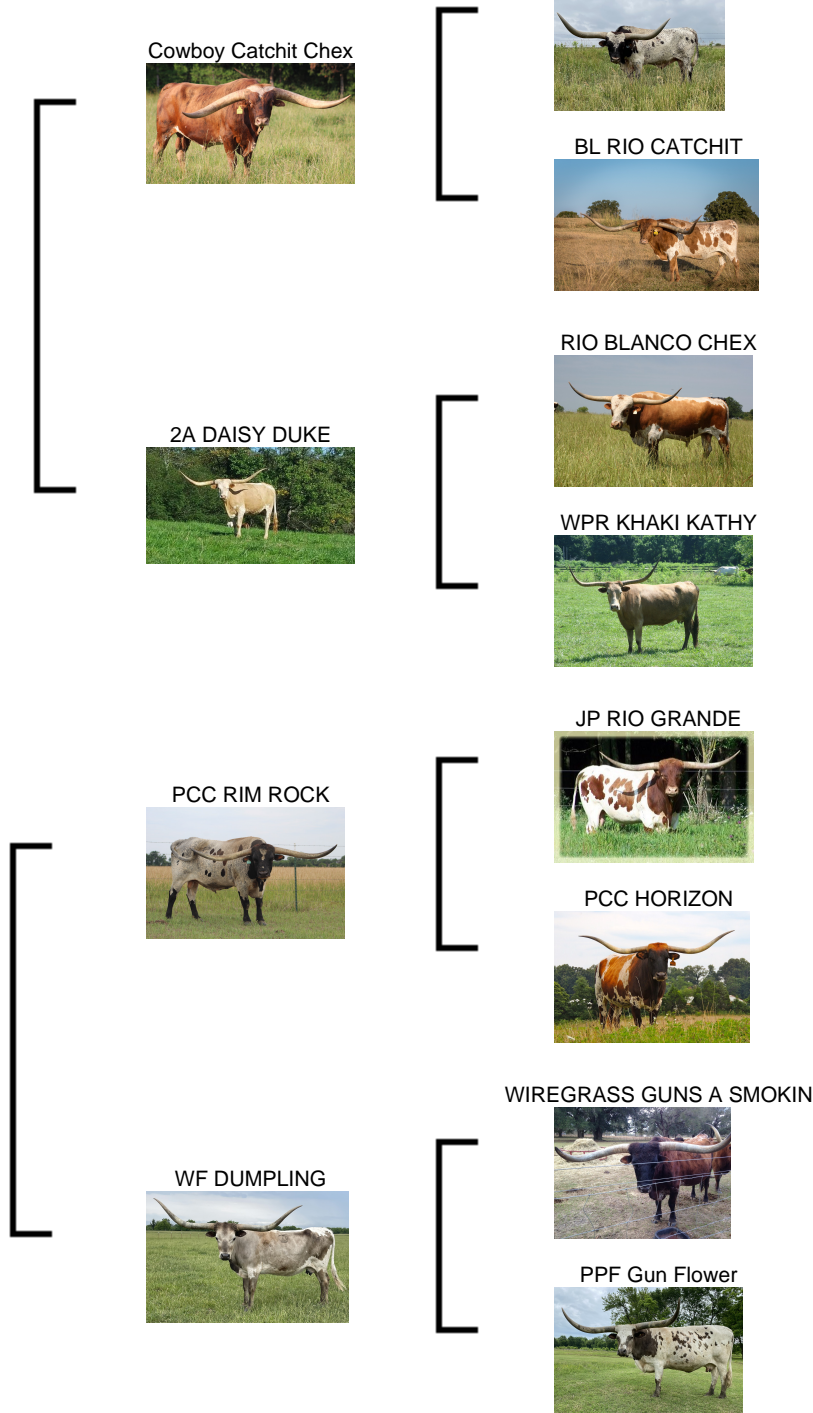 Cowboy Catchit Chex
BL RIO CATCHIT
RIO BLANCO CHEX
2A DAISY DUKE
WPR KHAKI KATHY
JP RIO GRANDE
PCC RIM ROCK
PCC HORIZON
WIREGRASS GUNS A SMOKIN
WF DUMPLING
PPF Gun Flower